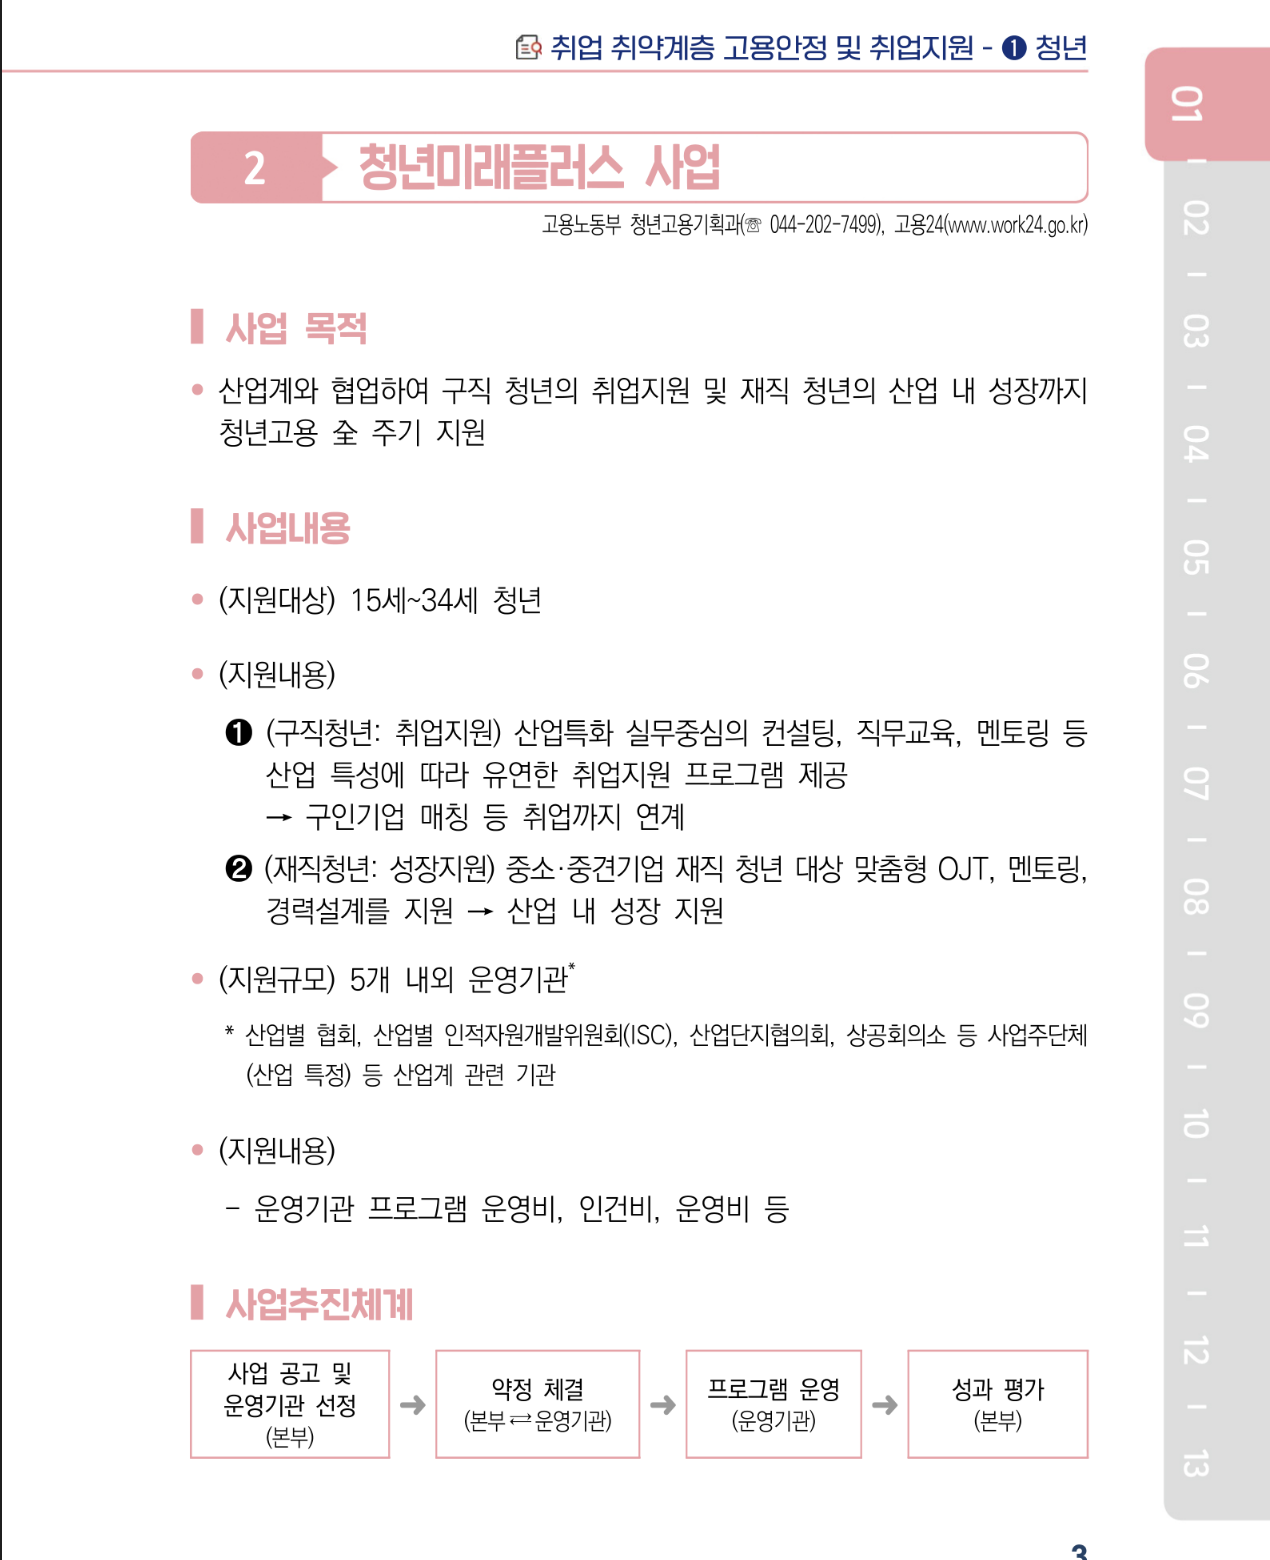 취업 취약계층 고용안정 및 취업지원 - ❶ 청년
2 청년미래플러스 사업
고용노동부 청년고용기획과(☏ 044-202-7499), 고용24(www.work24.go.kr)
사업 목적
• 산업계와 협업하여 구직 청년의 취업지원 및 재직 청년의 산업 내 성장까지
청년고용 全 주기 지원
사업내용
• (지원대상) 15세~34세 청년
• (지원내용)
❶ (구직청년: 취업지원) 산업특화 실무중심의 컨설팅, 직무교육, 멘토링 등
산업 특성에 따라 유연한 취업지원 프로그램 제공
→ 구인기업 매칭 등 취업까지 연계
❷ (재직청년: 성장지원) 중소·중견기업 재직 청년 대상 맞춤형 OJT, 멘토링,
경력설계를 지원 → 산업 내 성장 지원
• (지원규모) 5개 내외 운영기관*
* 산업별 협회, 산업별 인적자원개발위원회(ISC), 산업단지협의회, 상공회의소 등 사업주단체
(산업 특정) 등 산업계 관련 기관
• (지원내용)
- 운영기관 프로그램 운영비, 인건비, 운영비 등
사업추진체계
사업 공고 및
운영기관 선정
(본부)
➜
약정 체결
(본부⇄운영기관)
➜
프로그램 운영
(운영기관)
➜
성과 평가
(본부)
3
01
02
03
04
05
06
07
08
09
10
11
12
13